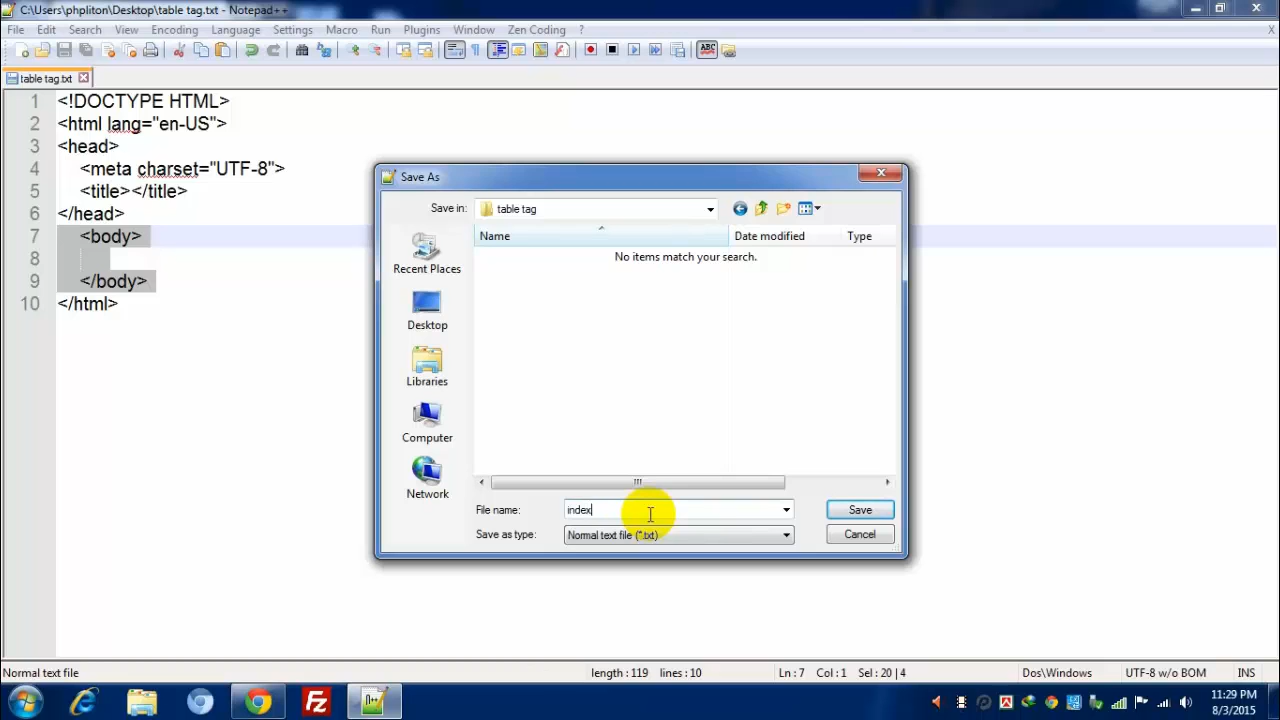 C:\Users\phpliton\Desktop\table tag.txt - Notepad++
File Edit Search View Encoding Language Settings Macro Run Plugins Window Zen Coding ? X
ABC
table tag.txt
1 <!DOCTYPE HTML>
2 <html lang="en-US">
3 <head>
4 <meta charset="UTF-8">
5 <title></title>
6 </head>
7 <body>
8
9 </body>
10 </html>
Save As
Save in: table tag
Name Date modified Type
No items match your search.
Recent Places
Desktop
Libraries
Computer
Network
File name: index Save
Save as type: Normal text file (*.txt) Cancel
Normal text file length : 119 lines : 10 Ln : 7 Col : 1 Sel : 20 | 4 Dos\Windows UTF-8 w/o BOM INS
11:29 PM
8/3/2015